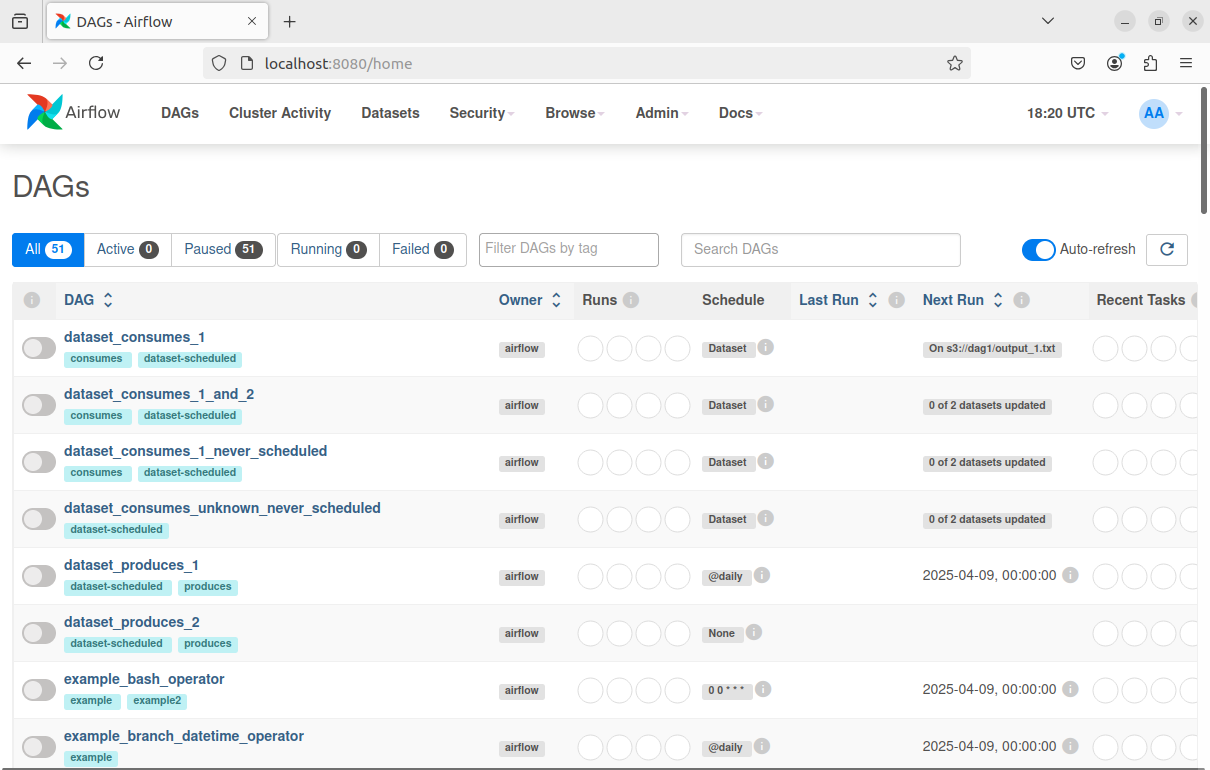 DAGs - Airflow
localhost:8080/home
Airflow DAGs Cluster Activity Datasets Security Browse Admin Docs 18:20 UTC AA
DAGs
All 51 Active 0 Paused 51 Running 0 Failed 0 Filter DAGs by tag Search DAGs Auto-refresh
DAG Owner Runs Schedule Last Run Next Run Recent Tasks
dataset_consumes_1
consumes dataset-scheduled airflow Dataset On s3://dag1/output_1.txt
dataset_consumes_1_and_2
consumes dataset-scheduled airflow Dataset 0 of 2 datasets updated
dataset_consumes_1_never_scheduled
consumes dataset-scheduled airflow Dataset 0 of 2 datasets updated
dataset_consumes_unknown_never_scheduled
dataset-scheduled airflow Dataset 0 of 2 datasets updated
dataset_produces_1
dataset-scheduled produces airflow @daily 2025-04-09, 00:00:00
dataset_produces_2
dataset-scheduled produces airflow None
example_bash_operator
example example2 airflow 0 0 * * * 2025-04-09, 00:00:00
example_branch_datetime_operator
example airflow @daily 2025-04-09, 00:00:00